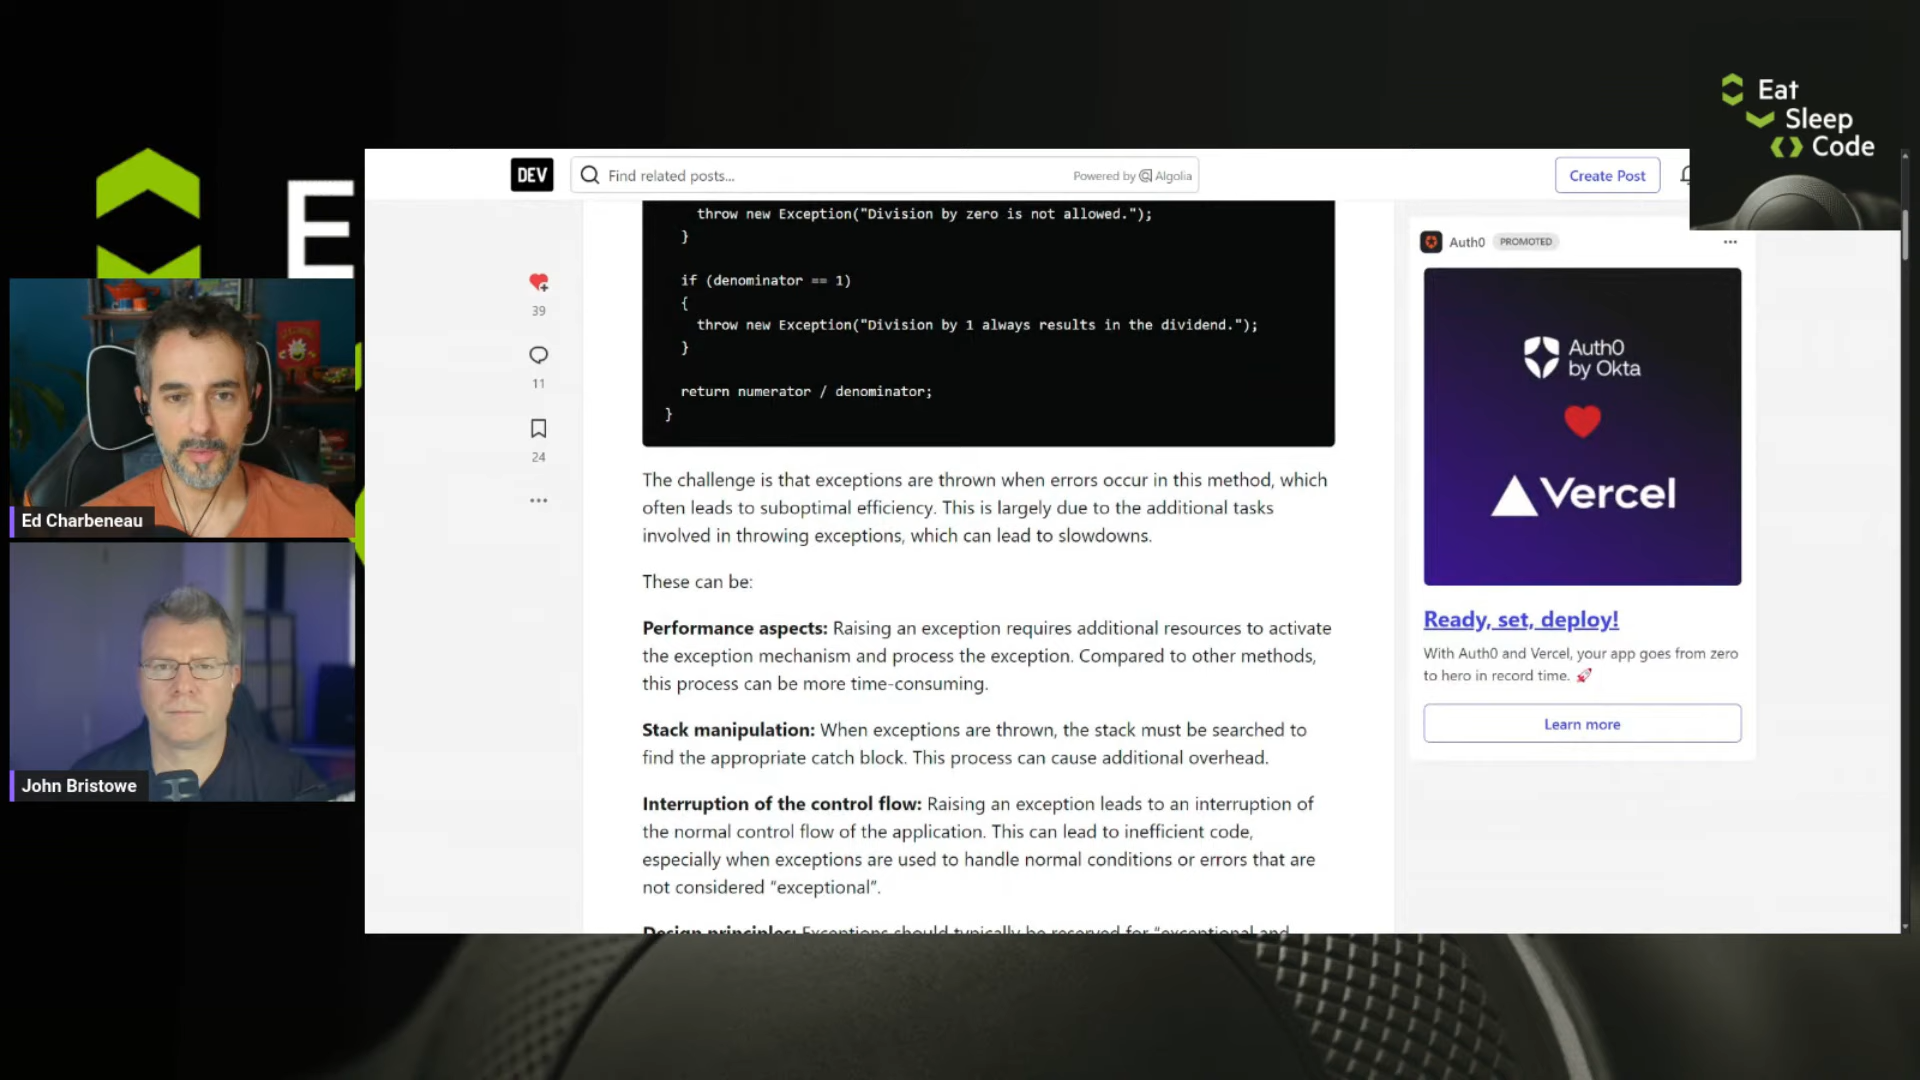 Eat
Sleep
Code
E
DEV
Find related posts...
Powered by Algolia
Create Post
throw new Exception("Division by zero is not allowed.");
}
if (denominator == 1)
{
throw new Exception("Division by 1 always results in the dividend.");
}
return numerator / denominator;
}
39
11
24
The challenge is that exceptions are thrown when errors occur in this method, which
often leads to suboptimal efficiency. This is largely due to the additional tasks
involved in throwing exceptions, which can lead to slowdowns.
These can be:
Performance aspects: Raising an exception requires additional resources to activate
the exception mechanism and process the exception. Compared to other methods,
this process can be more time-consuming.
Stack manipulation: When exceptions are thrown, the stack must be searched to
find the appropriate catch block. This process can cause additional overhead.
Interruption of the control flow: Raising an exception leads to an interruption of
the normal control flow of the application. This can lead to inefficient code,
especially when exceptions are used to handle normal conditions or errors that are
not considered “exceptional”.
Design principles: Exceptions should typically be reserved for “exceptional and
Auth0 PROMOTED
Auth0
by Okta
Vercel
Ready, set, deploy!
With Auth0 and Vercel, your app goes from zero
to hero in record time. 🚀
Learn more
Ed Charbeneau
John Bristowe